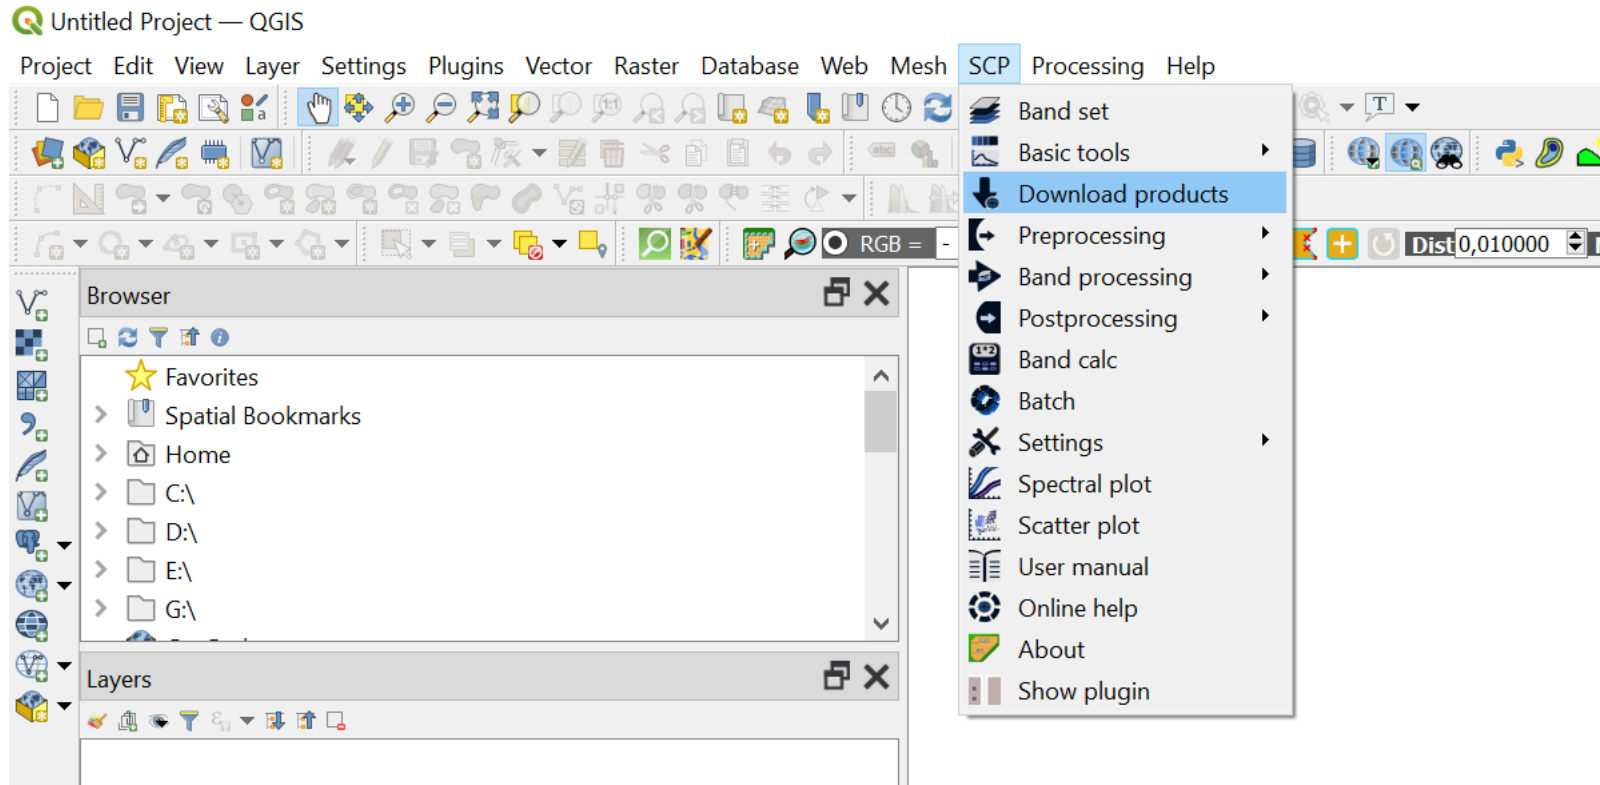 Untitled Project — QGIS
Project Edit View Layer Settings Plugins Vector Raster Database Web Mesh SCP Processing Help
Band set
Basic tools
Download products
Preprocessing
Band processing
Postprocessing
Band calc
Batch
Settings
Spectral plot
Scatter plot
User manual
Online help
About
Show plugin
RGB = -
Dist 0,010000
Browser
Favorites
Spatial Bookmarks
Home
C:\
D:\
E:\
G:\
Layers